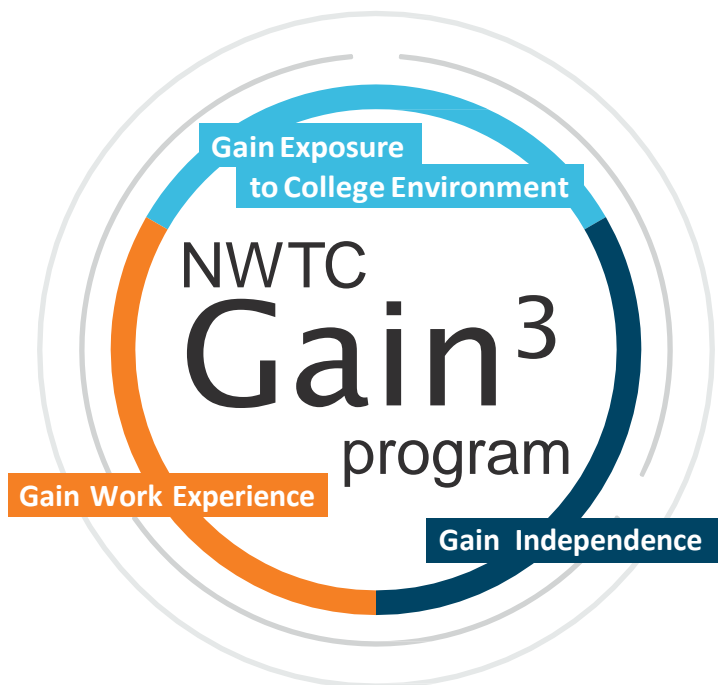 Gain Exposure
to College Environment
NWTC
Gain³
program
Gain Work Experience
Gain Independence